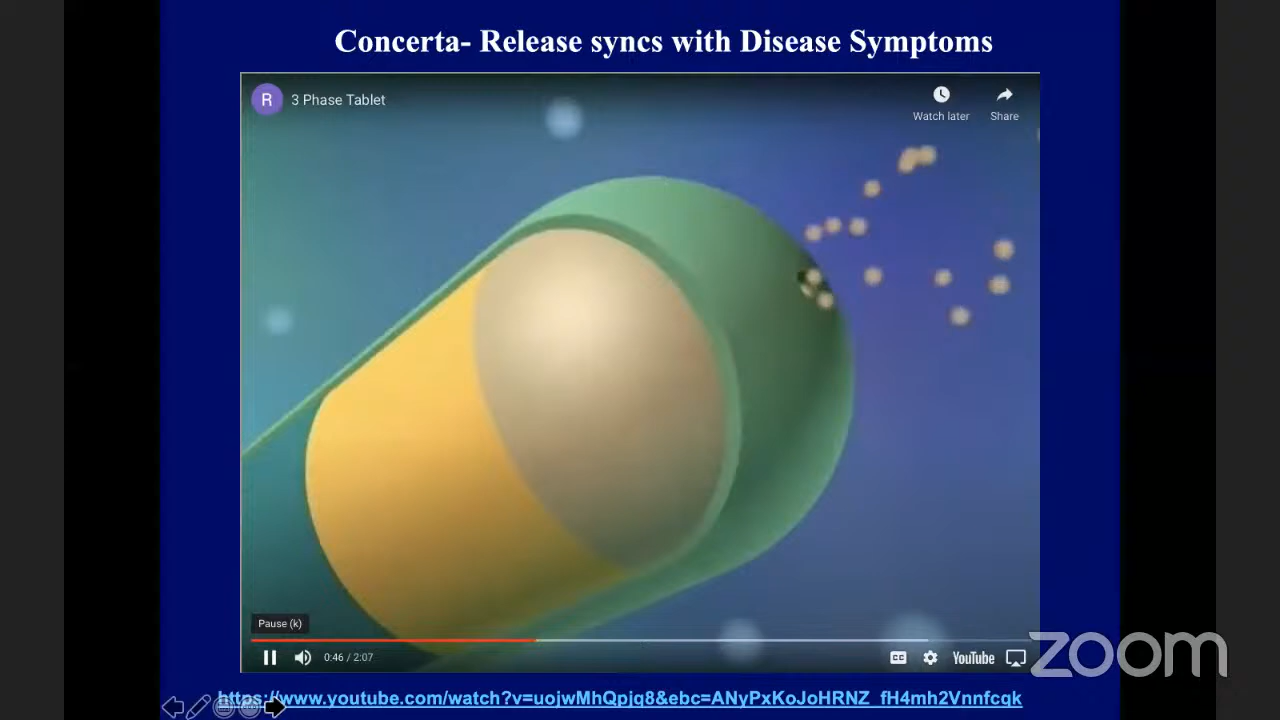 Concerta- Release syncs with Disease Symptoms
R
3 Phase Tablet
Watch later
Share
Pause (k)
0:46 / 2:07
CC
YouTube
zoom
https://www.youtube.com/watch?v=uojwMhQpjq8&ebc=ANyPxKoJoHRNZ_fH4mh2Vnnfcqk